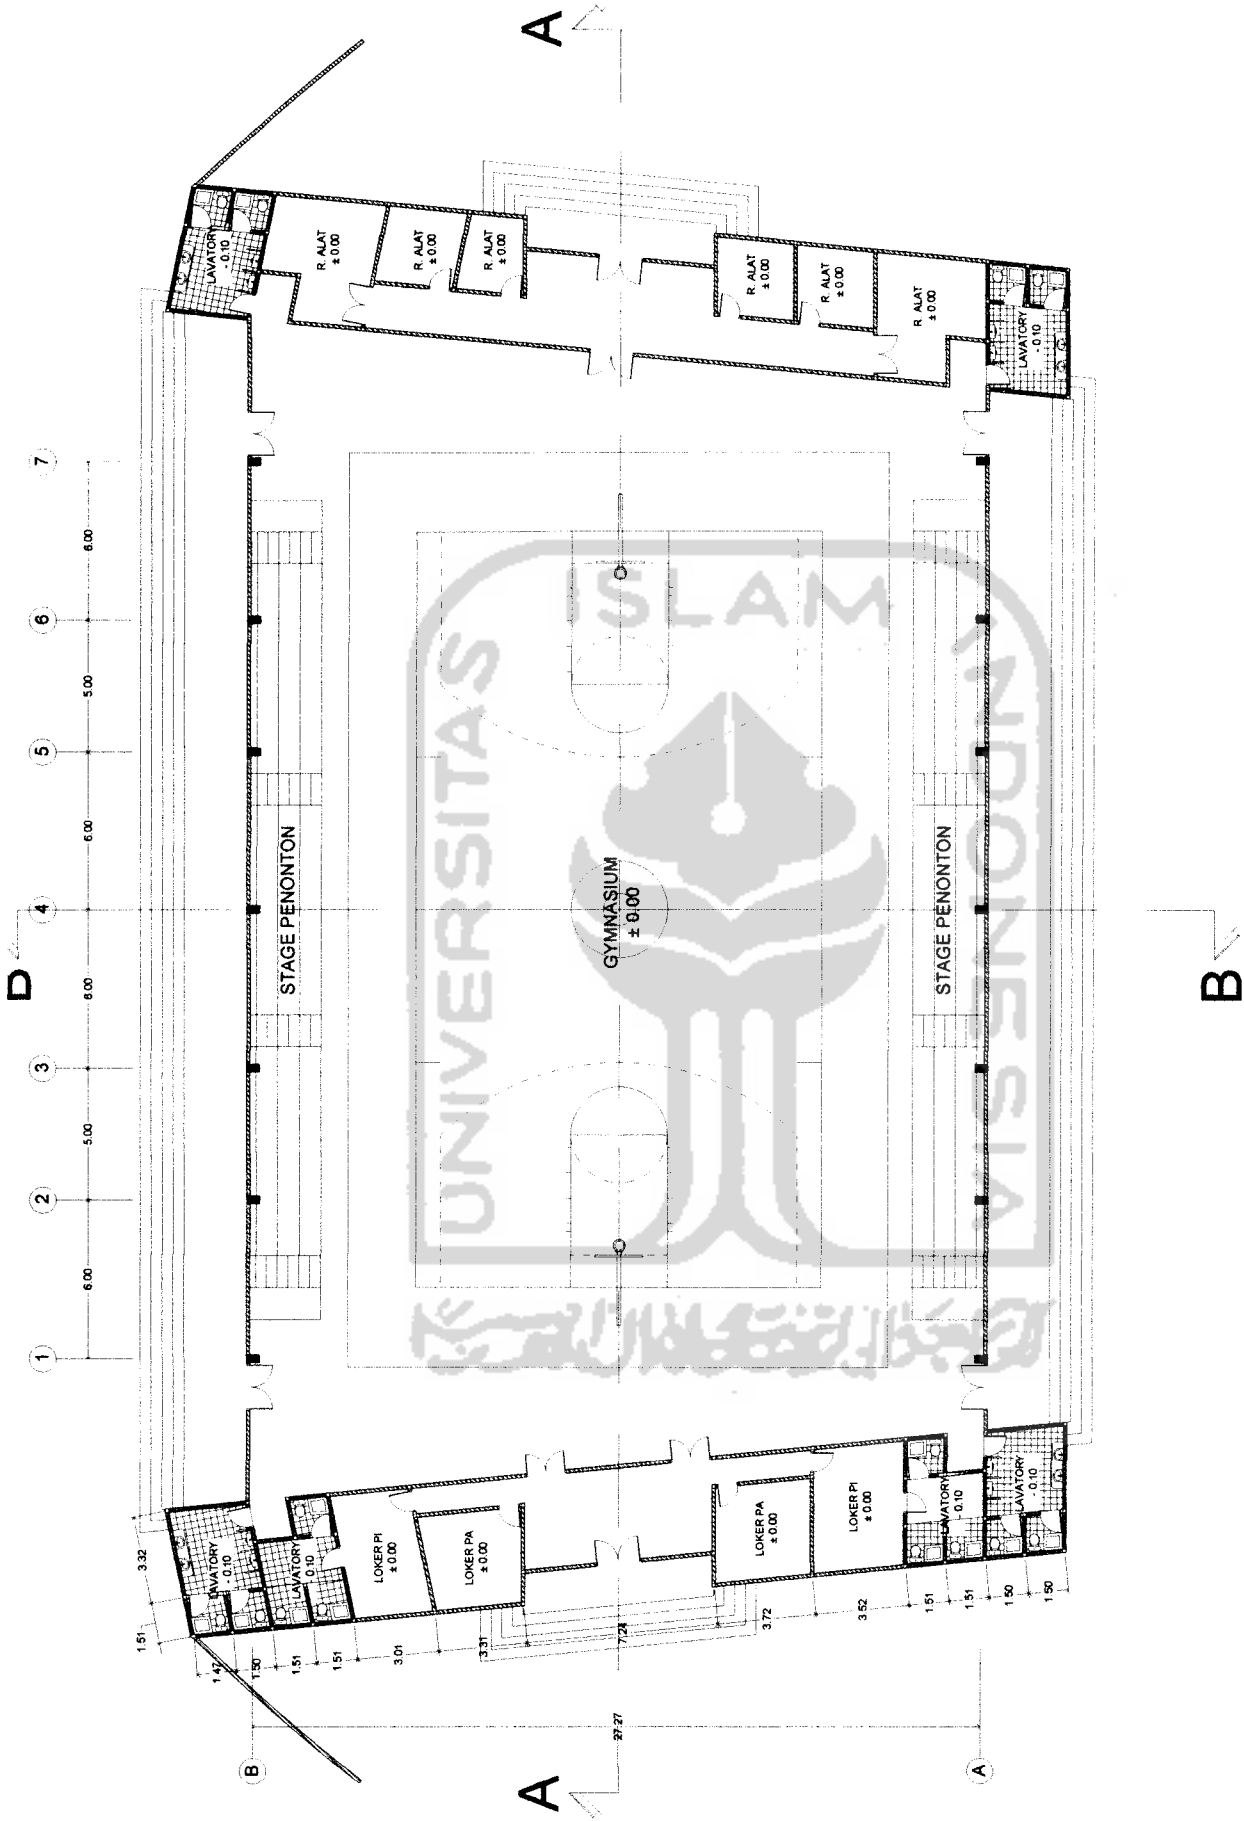 A
LAVATORY
- 0.10
R. ALAT
± 0.00
R. ALAT
± 0.00
R. ALAT
± 0.00
R. ALAT
± 0.00
R. ALAT
± 0.00
R. ALAT
± 0.00
LAVATORY
- 0.10
7
6
5
4
3
2
1
6.00
5.00
6.00
6.00
5.00
6.00
B
STAGE PENONTON
GYMNASIUM
± 0.00
STAGE PENONTON
B
UNIVERSITAS
ISLAM
INDONESIA
LAVATORY
- 0.10
LAVATORY
0.10
LOKER PI
± 0.00
LOKER PA
± 0.00
LOKER PA
± 0.00
LOKER PI
± 0.00
LAVATORY
0.10
LAVATORY
- 0.10
3.32
1.51
1.47
1.50
1.51
1.51
3.01
3.31
7.24
3.72
3.52
1.51
1.51
1.50
1.50
27.27
B
A
A